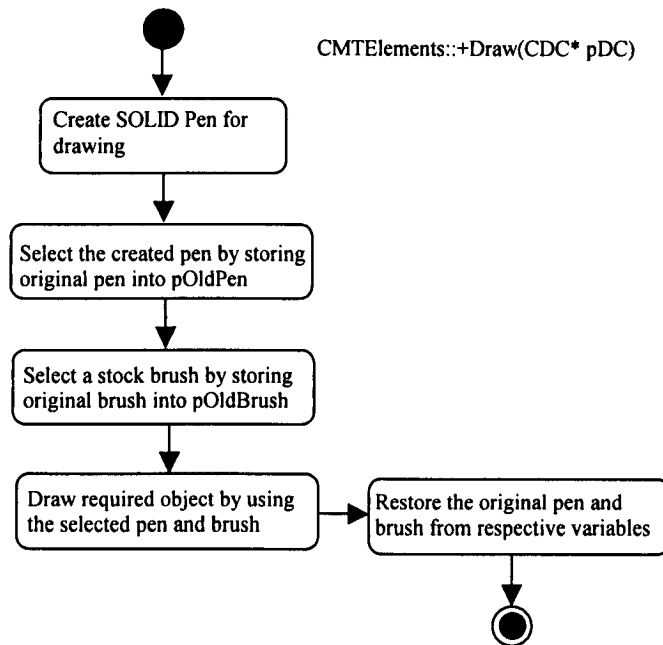 CMTElements::+Draw(CDC* pDC)
Create SOLID Pen for
drawing
Select the created pen by storing
original pen into pOldPen
Select a stock brush by storing
original brush into pOldBrush
Draw required object by using
the selected pen and brush
Restore the original pen and
brush from respective variables